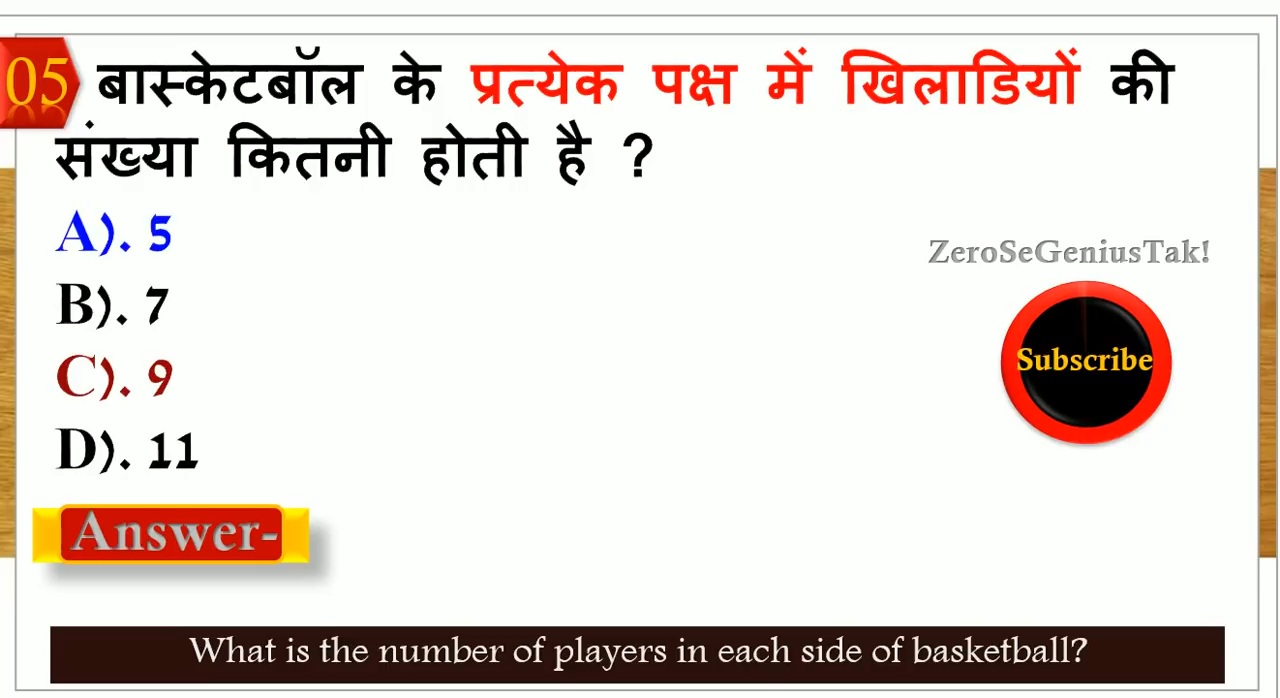 05 बास्केटबॉल के प्रत्येक पक्ष में खिलाडियों की
संख्या कितनी होती है ?
A). 5
B). 7
C). 9
D). 11
ZeroSeGeniusTak!
Subscribe
Answer-
What is the number of players in each side of basketball?